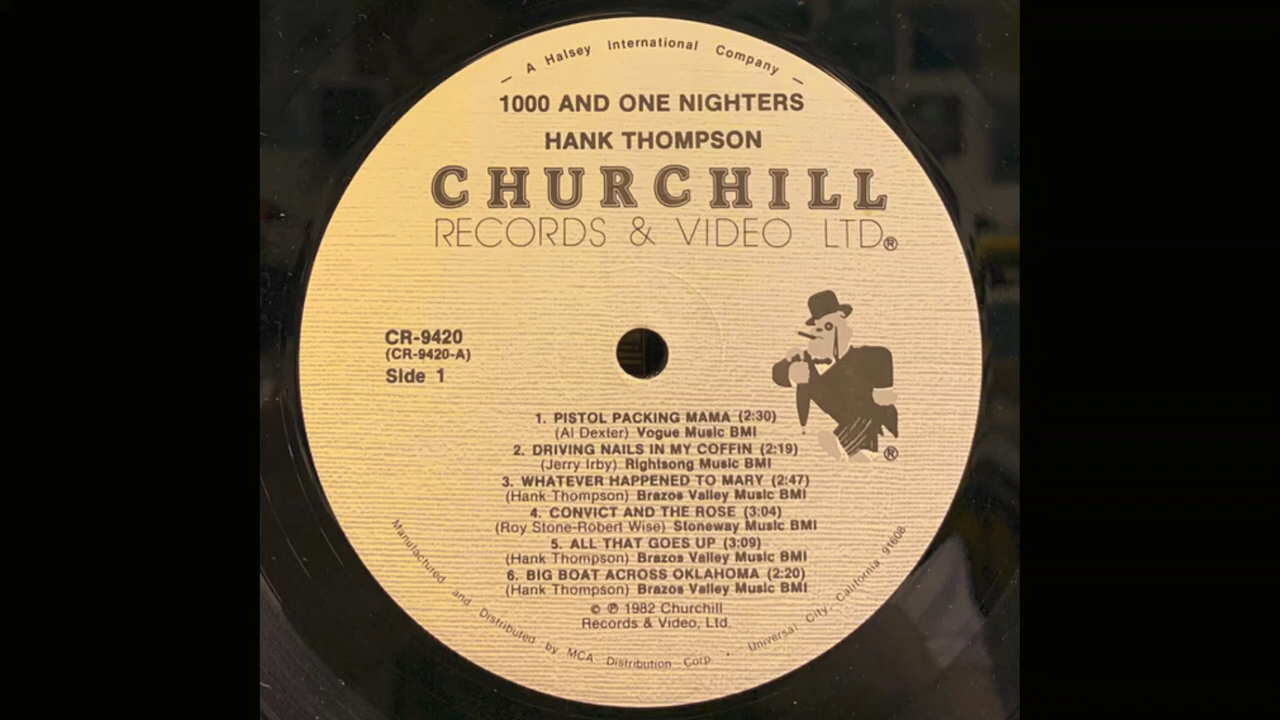 — A Halsey International Company —
1000 AND ONE NIGHTERS
HANK THOMPSON
CHURCHILL
RECORDS & VIDEO LTD.®
CR-9420
(CR-9420-A)
Side 1
®
1. PISTOL PACKING MAMA (2:30)
(Al Dexter) Vogue Music BMI
2. DRIVING NAILS IN MY COFFIN (2:19)
(Jerry Irby) Rightsong Music BMI
3. WHATEVER HAPPENED TO MARY (2:47)
(Hank Thompson) Brazos Valley Music BMI
4. CONVICT AND THE ROSE (3:04)
(Roy Stone-Robert Wise) Stoneway Music BMI
5. ALL THAT GOES UP (3:09)
(Hank Thompson) Brazos Valley Music BMI
6. BIG BOAT ACROSS OKLAHOMA (2:20)
(Hank Thompson) Brazos Valley Music BMI
© ℗ 1982 Churchill
Records & Video, Ltd.
Manufactured and Distributed by MCA Distribution Corp. · Universal City, California 91608